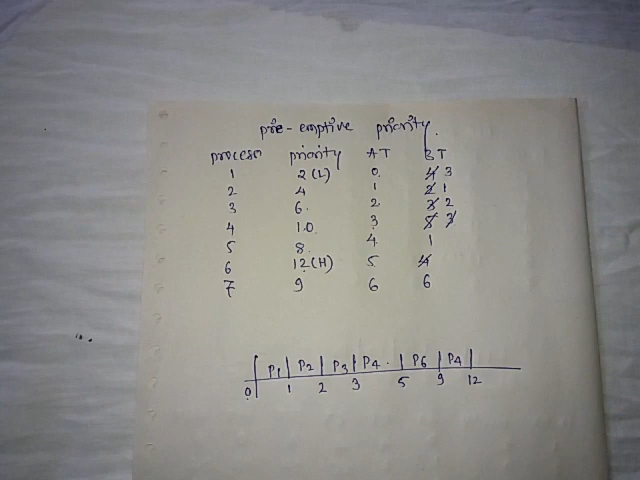 pre-emptive priority.
process priority AT BT
1 2(L) 0 4 3
2 4 1 2 1
3 6. 2 3 2
4 10. 3 5 3
5 8. 4 1
6 12(H) 5 4
7 9 6 6
P1 P2 P3 P4. P6 P4
0 1 2 3 5 9 12